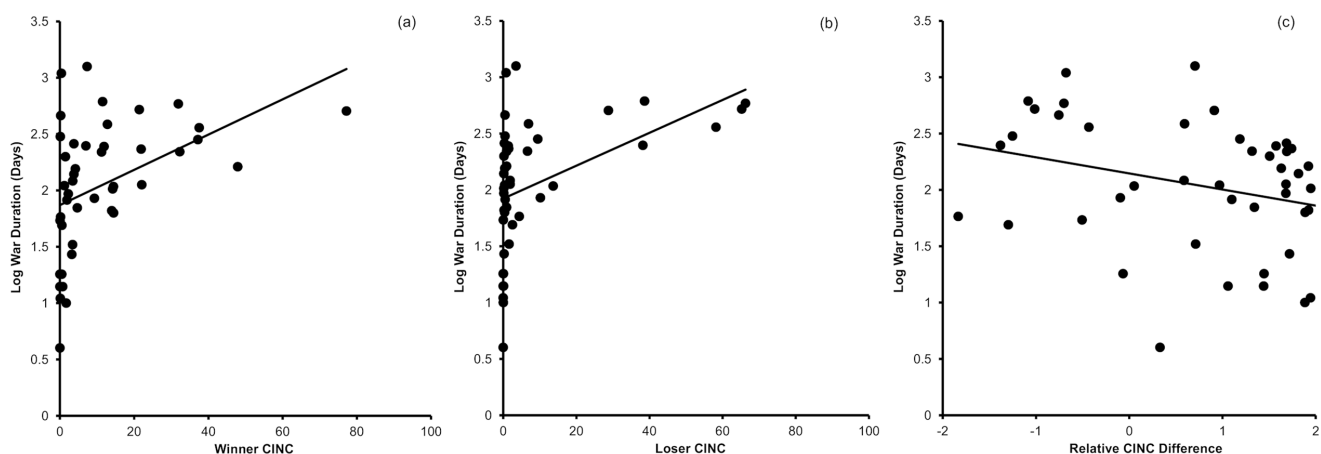 (a)
3.5
3
2.5
2
1.5
1
0.5
0
0 20 40 60 80 100
Log War Duration (Days)
Winner CINC
(b)
3.5
3
2.5
2
1.5
1
0.5
0
0 20 40 60 80 100
Log War Duration (Days)
Loser CINC
(c)
3.5
3
2.5
2
1.5
1
0.5
0
-2 -1 0 1 2
Log War Duration (Days)
Relative CINC Difference